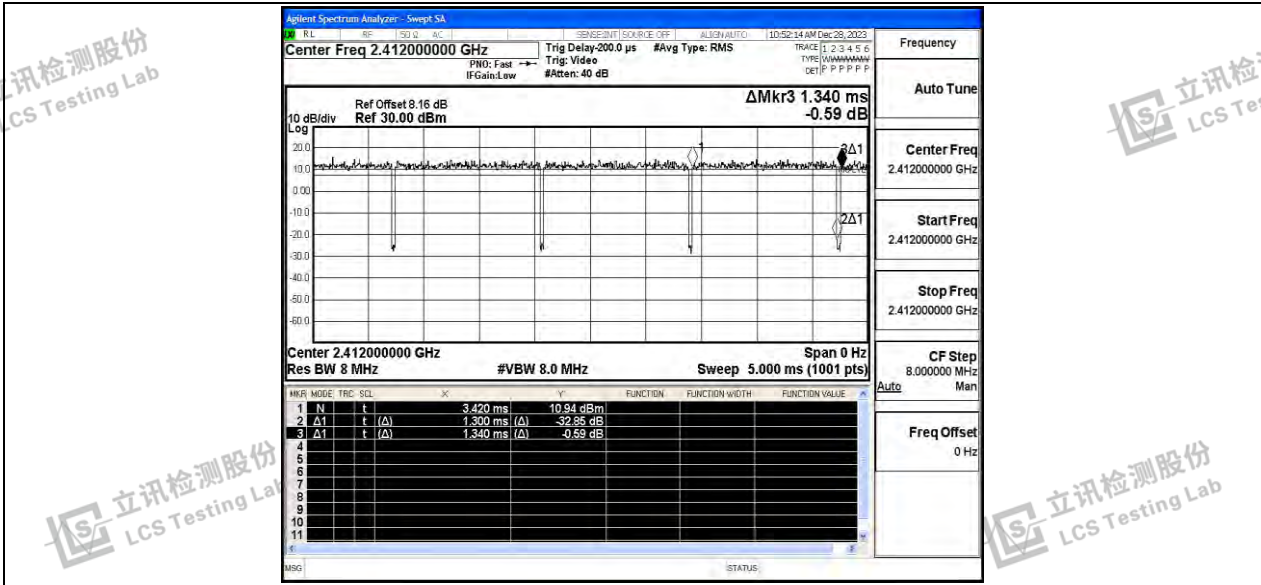 Agilent Spectrum Analyzer - Swept SA
RL RF 50 Ω AC SENSE:INT SOURCE OFF ALIGN AUTO 10:52:14 AM Dec 28, 2023
Center Freq 2.412000000 GHz
PNO: Fast
IFGain:Low
Trig Delay-200.0 µs
Trig: Video
#Atten: 40 dB
#Avg Type: RMS
TRACE 1 2 3 4 5 6
TYPE WWWWWW
DET P P P P P P
Ref Offset 8.16 dB
10 dB/div Ref 30.00 dBm
Log
ΔMkr3 1.340 ms
-0.59 dB
20.0
10.0
0.00
-10.0
-20.0
-30.0
-40.0
-50.0
-60.0
1
3Δ1
2Δ1
Center 2.412000000 GHz Span 0 Hz
Res BW 8 MHz #VBW 8.0 MHz Sweep 5.000 ms (1001 pts)
MKR MODE TRC SCL X Y FUNCTION FUNCTION WIDTH FUNCTION VALUE
1 N t 3.420 ms 10.94 dBm
2 Δ1 t (Δ) 1.300 ms (Δ) -32.85 dB
3 Δ1 t (Δ) 1.340 ms (Δ) -0.59 dB
4
5
6
7
8
9
10
11
MSG STATUS
Frequency
Auto Tune
Center Freq
2.412000000 GHz
Start Freq
2.412000000 GHz
Stop Freq
2.412000000 GHz
CF Step
8.000000 MHz
Auto Man
Freq Offset
0 Hz
立讯检测股份
LCS Testing Lab
立讯检
LCS Tes
立讯检测股份
LCS Testing Lab
立讯检测股份
LCS Testing Lab